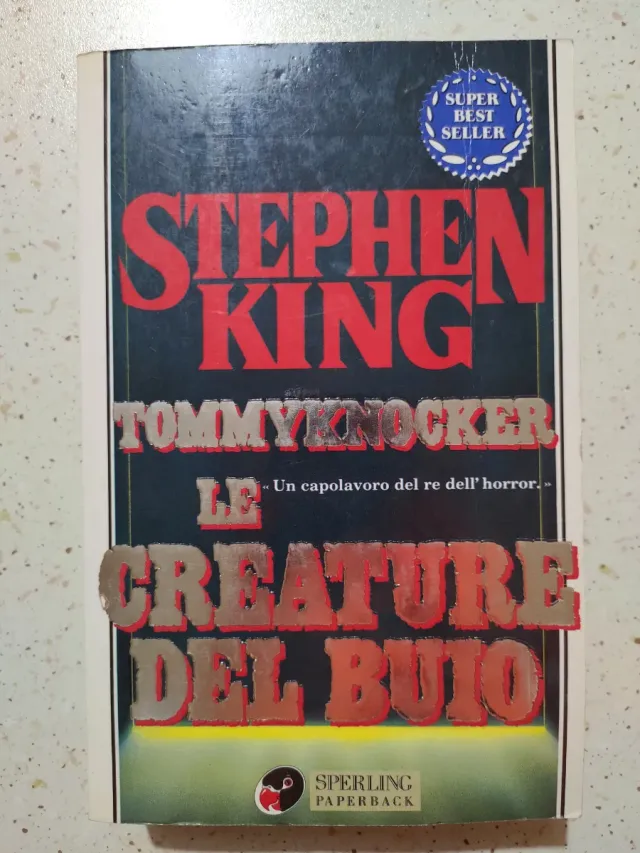 SUPER
BEST
SELLER
STEPHEN
KING
TOMMYKNOCKER
LE
« Un capolavoro del re dell'horror. »
CREATURE
DEL BUIO
SPERLING
PAPERBACK